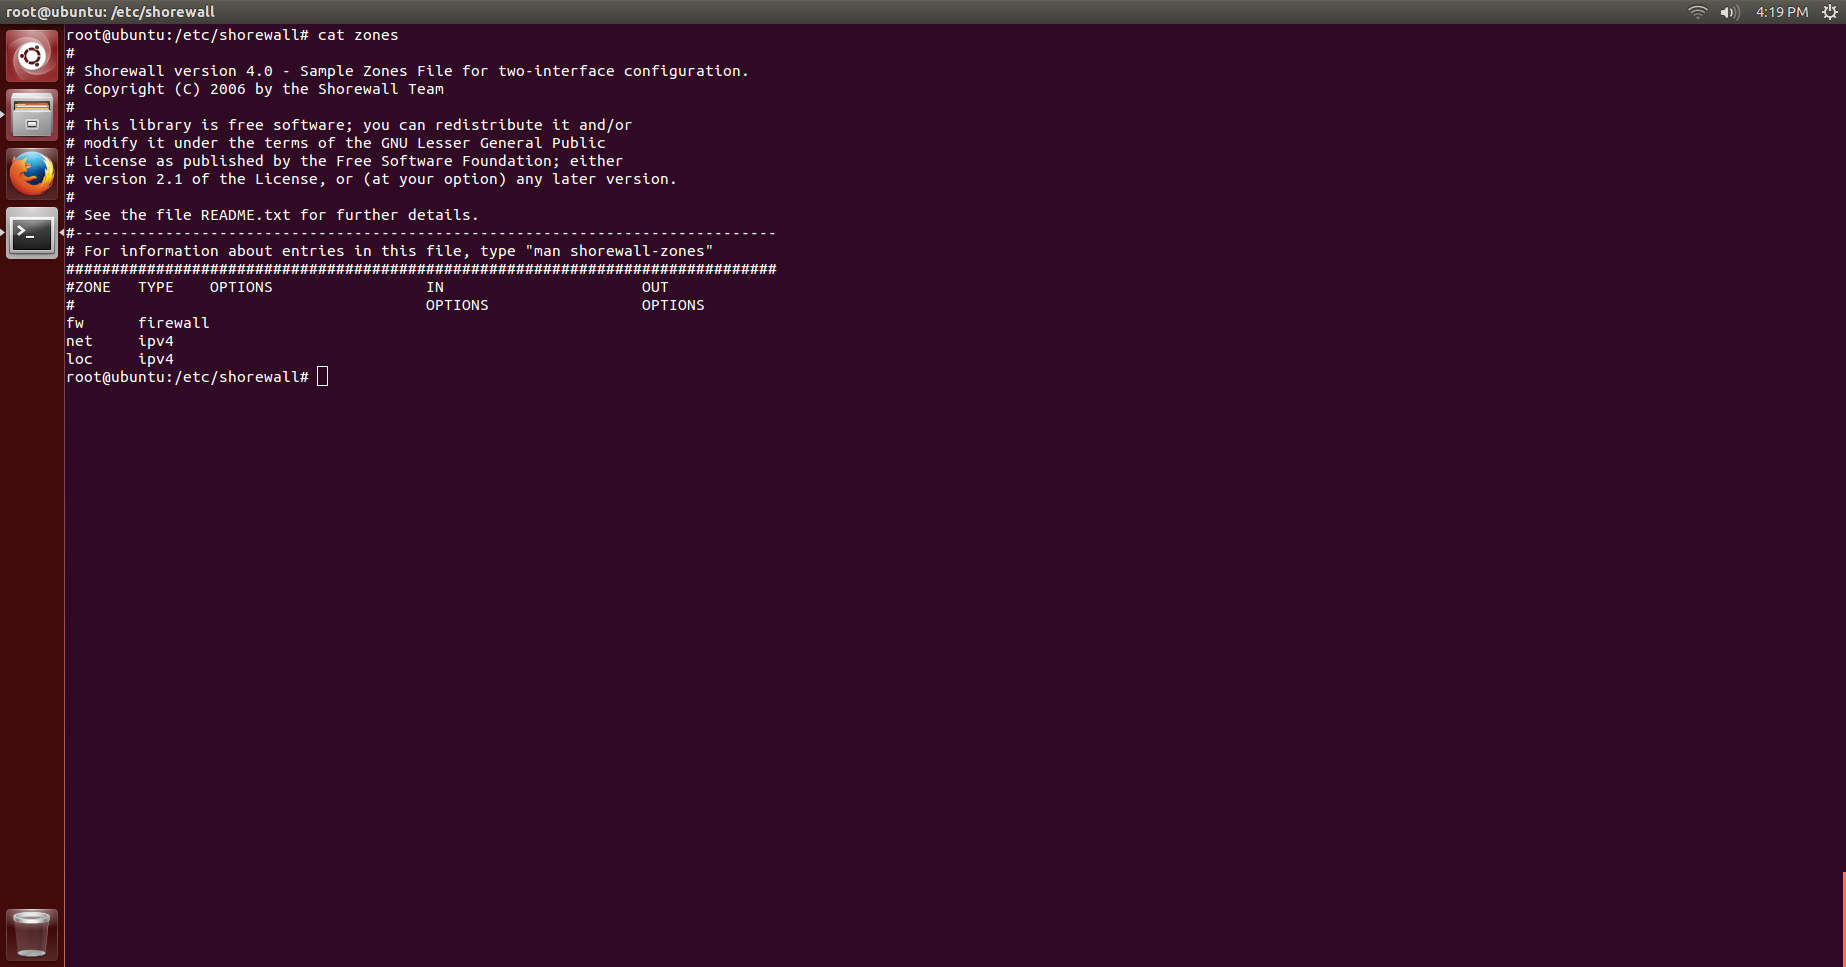 root@ubuntu: /etc/shorewall
4:19 PM
root@ubuntu:/etc/shorewall# cat zones
#
# Shorewall version 4.0 - Sample Zones File for two-interface configuration.
# Copyright (C) 2006 by the Shorewall Team
#
# This library is free software; you can redistribute it and/or
# modify it under the terms of the GNU Lesser General Public
# License as published by the Free Software Foundation; either
# version 2.1 of the License, or (at your option) any later version.
#
# See the file README.txt for further details.
#------------------------------------------------------------------------------
# For information about entries in this file, type "man shorewall-zones"
###############################################################################
#ZONE   TYPE    OPTIONS                 IN                      OUT
#                                       OPTIONS                 OPTIONS
fw      firewall
net     ipv4
loc     ipv4
root@ubuntu:/etc/shorewall#